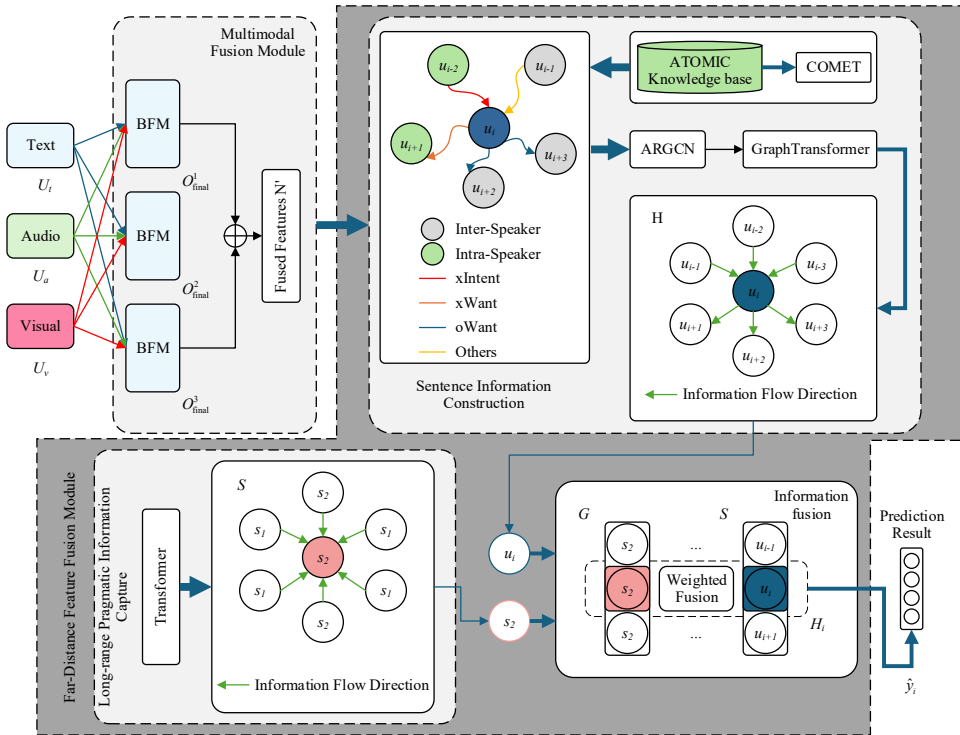 Multimodal
Fusion Module
Text
U_t
Audio
U_a
Visual
U_v
BFM
O^1_final
BFM
O^2_final
BFM
O^3_final
Fused Features N'
u_{i-2}
u_{i-1}
u_i
u_{i+1}
u_{i+3}
u_{i+2}
Inter-Speaker
Intra-Speaker
xIntent
xWant
oWant
Others
Sentence Information
Construction
ATOMIC
Knowledge base
COMET
ARGCN
GraphTransformer
H
u_{i-2}
u_{i-1}
u_{i-3}
u_i
u_{i+1}
u_{i+3}
u_{i+2}
Information Flow Direction
Far-Distance Feature Fusion Module
Long-range Pragmatic Information
Capture
Transformer
S
s_2
s_1
s_1
s_2
s_1
s_1
s_2
Information Flow Direction
u_i
s_2
Information
fusion
G
S
s_2
...
u_{i-1}
s_2
Weighted
Fusion
u_i
H_i
s_2
...
u_{i+1}
Prediction
Result
ŷ_i